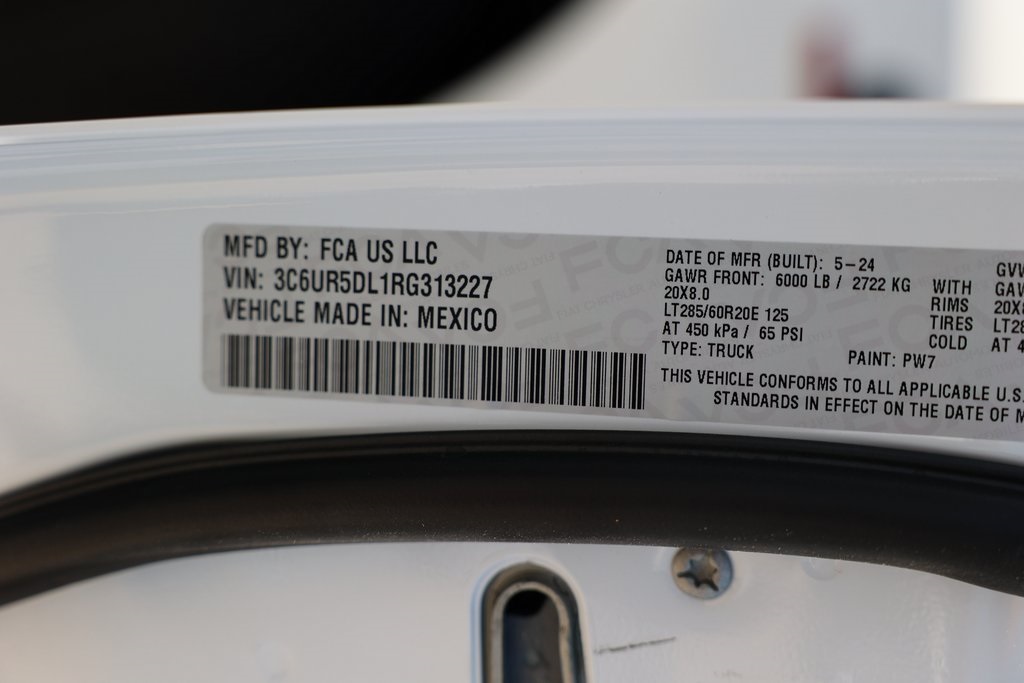 MFD BY: FCA US LLC
VIN: 3C6UR5DL1RG313227
VEHICLE MADE IN: MEXICO
DATE OF MFR (BUILT): 5-24
GAWR FRONT: 6000 LB / 2722 KG WITH
20X8.0 RIMS
LT285/60R20E 125 TIRES
AT 450 kPa / 65 PSI COLD
TYPE: TRUCK PAINT: PW7
THIS VEHICLE CONFORMS TO ALL APPLICABLE U.S.
STANDARDS IN EFFECT ON THE DATE OF